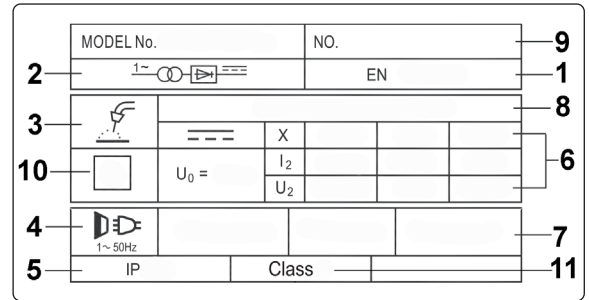 MODEL No. NO. 9
2 1~ EN 1
3 8
X
10 U₀ = I₂ 6
U₂
4 1~ 50Hz 7
5 IP Class 11